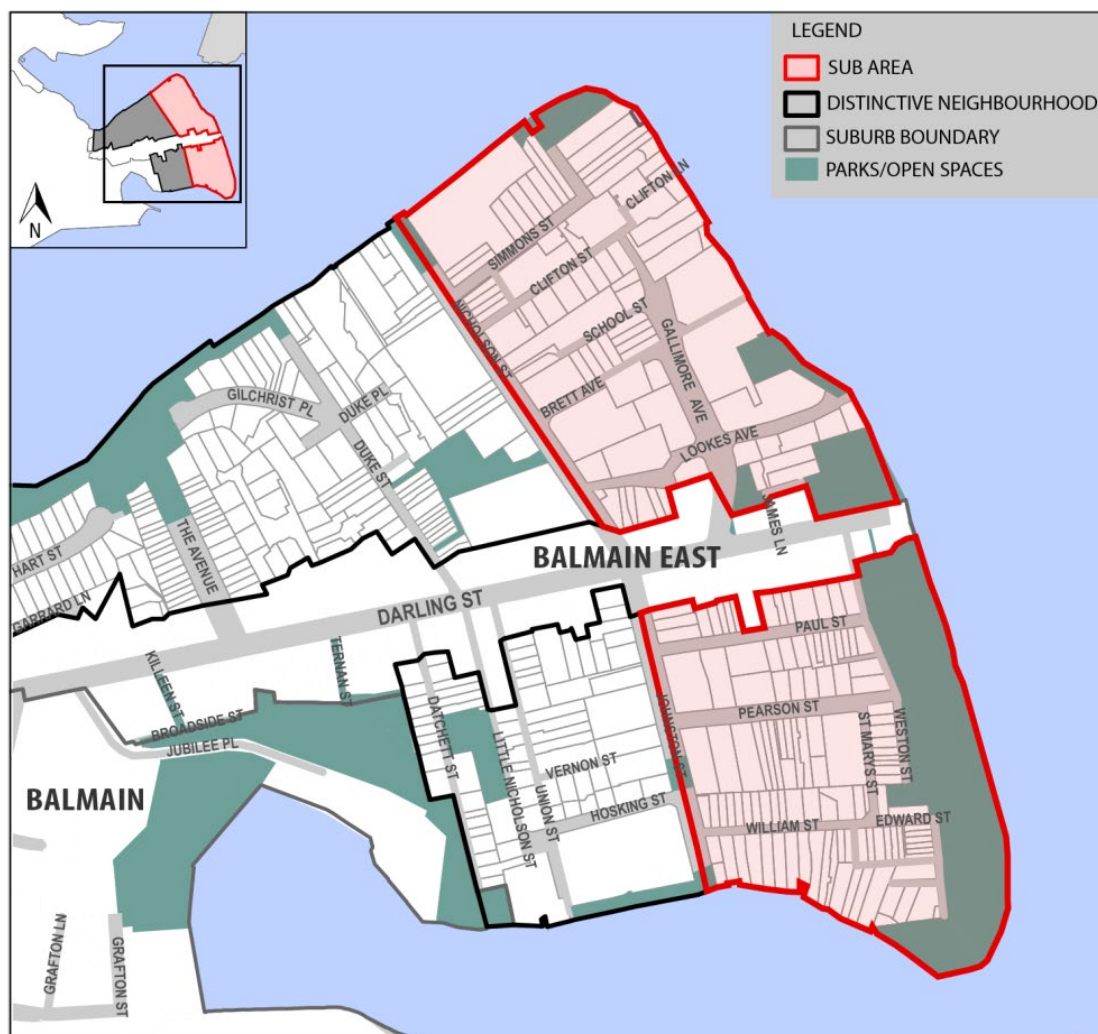 LEGEND
SUB AREA
DISTINCTIVE NEIGHBOURHOOD
SUBURB BOUNDARY
PARKS/OPEN SPACES
N
CLIFTON LN
SIMMONS ST
CLIFTON ST
NICHOLSON ST
SCHOOL ST
GALLIMORE AVE
BRETT AVE
GILCHRIST PL
DUKE PL
DUKE ST
LOOKES AVE
JAMES LN
HART ST
THE AVENUE
GARRARD LN
BALMAIN EAST
DARLING ST
PAUL ST
KILLEEN ST
TERNAN ST
BROADSIDE ST
JUBILEE PL
DATCHETT ST
LITTLE NICHOLSON ST
UNION ST
VERNON ST
HOSKING ST
JOHNSTON ST
PEARSON ST
ST MARYS ST
WESTON ST
WILLIAM ST
EDWARD ST
BALMAIN
GRAFTON LN
GRAFTON ST